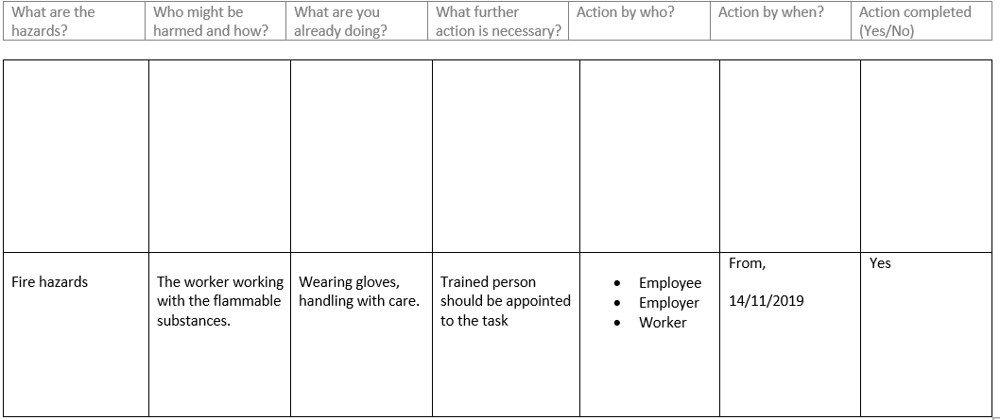 What are the hazards?
Who might be harmed and how?
What are you already doing?
What further action is necessary?
Action by who?
Action by when?
Action completed (Yes/No)
Fire hazards
The worker working
with the flammable
substances.
Wearing gloves,
handling with care.
Trained person
should be appointed
to the task
• Employee
• Employer
• Worker
From,
14/11/2019
Yes